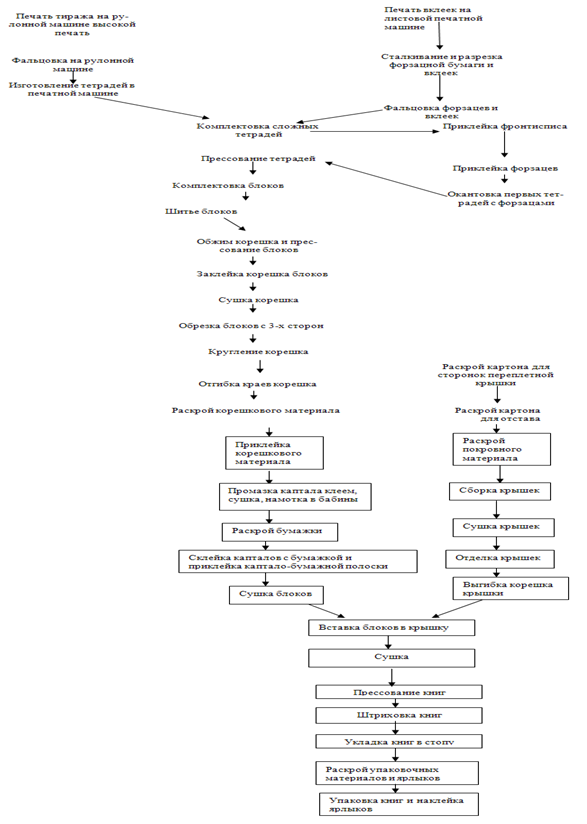 Печать тиража на ру-
лонной машине высокой
печать
Печать вклеек на
листовой печатной
машине
Фальцовка на рулонной
машине
Сталкивание и разрезка
форзацной бумаги и
вклеек
Изготовление тетрадей в
печатной машине
Фальцовка форзацев и
вклеек
Комплектовка сложных
тетрадей
Приклейка фронтисписа
Прессование тетрадей
Приклейка форзацев
Комплектовка блоков
Окантовка первых тет-
радей с форзацами
Шитье блоков
Обжим корешка и прес-
сование блоков
Заклейка корешка блоков
Сушка корешка
Обрезка блоков с 3-х сторон
Кругление корешка
Отгибка краев корешка
Раскрой корешкового материала
Раскрой картона для
сторонок переплетной
крышки
Раскрой картона
для отстава
Приклейка
корешкового
материала
Раскрой
покровного
материала
Промазка каптала клеем,
сушка, намотка в бабины
Сборка крышек
Раскрой бумажки
Сушка крышек
Склейка капталов с бумажкой и
приклейка каптало-бумажной полоски
Отделка крышек
Сушка блоков
Выгибка корешка
крышки
Вставка блоков в крышку
Сушка
Прессование книг
Штриховка книг
Укладка книг в стопу
Раскрой упаковочных
материалов и ярлыков
Упаковка книг и наклейка
ярлыков